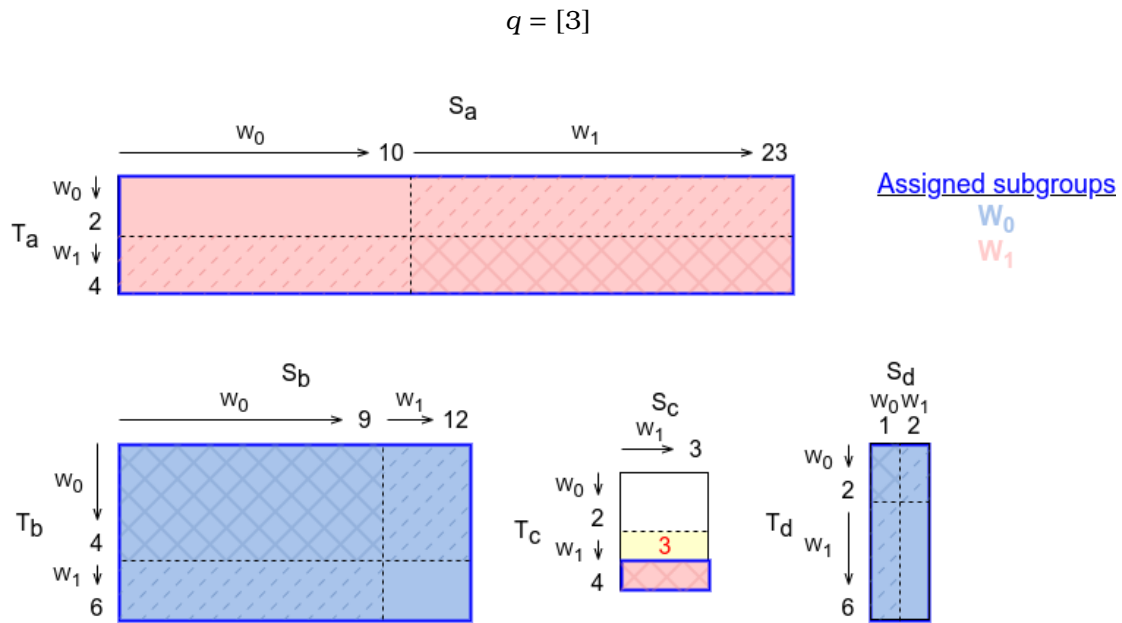 q = [3]
Sa
w0 10 w1 23
Assigned subgroups
W0
W1
w0
2
Ta
w1
4
Sb
w0 9 w1 12
w0
Tb
4
w1
6
Sc
w1 3
w0
2
Tc
w1 3
4
Sd
w0 w1
1 2
w0
2
Td
w1
6